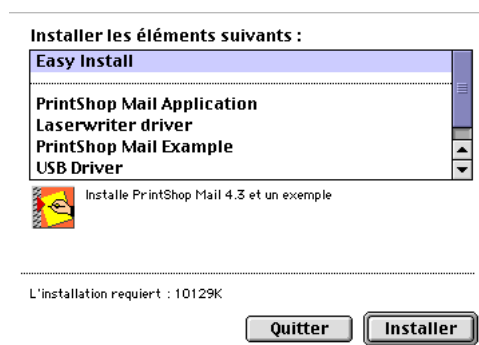 Installer les éléments suivants :
Easy Install
PrintShop Mail Application
Laserwriter driver
PrintShop Mail Example
USB Driver
Installe PrintShop Mail 4.3 et un exemple
L'installation requiert : 10129K
Quitter Installer